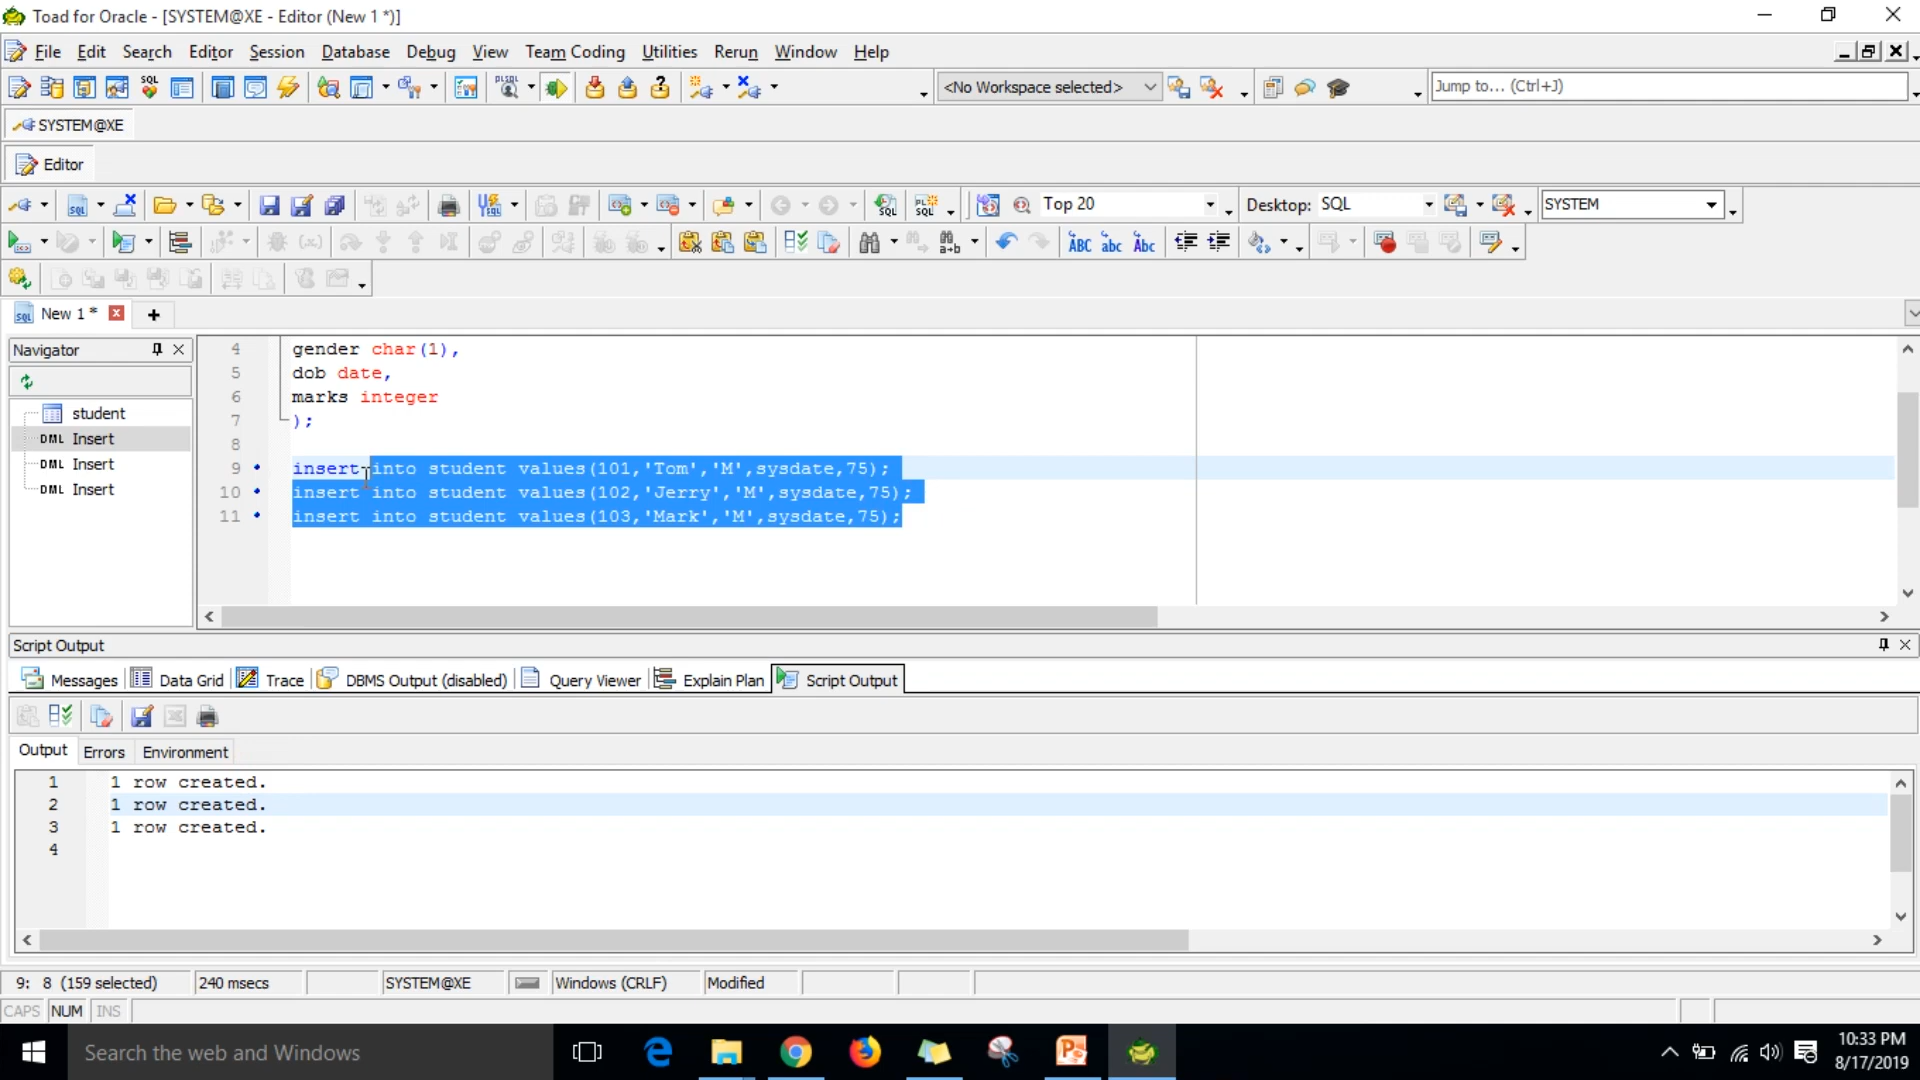 Toad for Oracle - [SYSTEM@XE - Editor (New 1 *)]
File Edit Search Editor Session Database Debug View Team Coding Utilities Rerun Window Help
SQL
PL/SQL
<No Workspace selected>
Jump to... (Ctrl+J)
SYSTEM@XE
Editor
Top 20
Desktop: SQL
SYSTEM
ABC abc Abc
New 1 *
Navigator
student
DML Insert
DML Insert
DML Insert
4 gender char(1),
5 dob date,
6 marks integer
7 );
8
9 insert into student values(101,'Tom','M',sysdate,75);
10 insert into student values(102,'Jerry','M',sysdate,75);
11 insert into student values(103,'Mark','M',sysdate,75);
Script Output
Messages Data Grid Trace DBMS Output (disabled) Query Viewer Explain Plan Script Output
Output Errors Environment
1 1 row created.
2 1 row created.
3 1 row created.
4
9: 8 (159 selected) 240 msecs SYSTEM@XE Windows (CRLF) Modified
CAPS NUM INS
Search the web and Windows
10:33 PM
8/17/2019